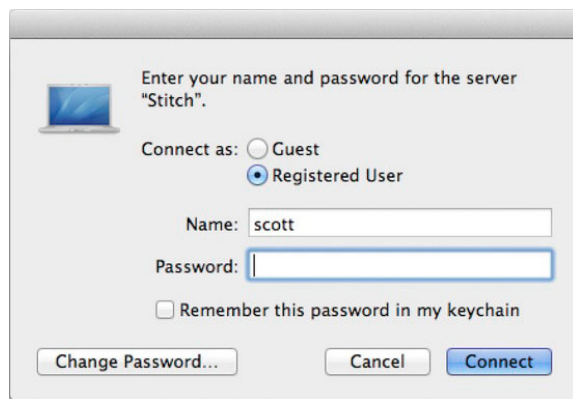 Enter your name and password for the server
“Stitch”.
Connect as: Guest
Registered User
Name: scott
Password:
Remember this password in my keychain
Change Password... Cancel Connect